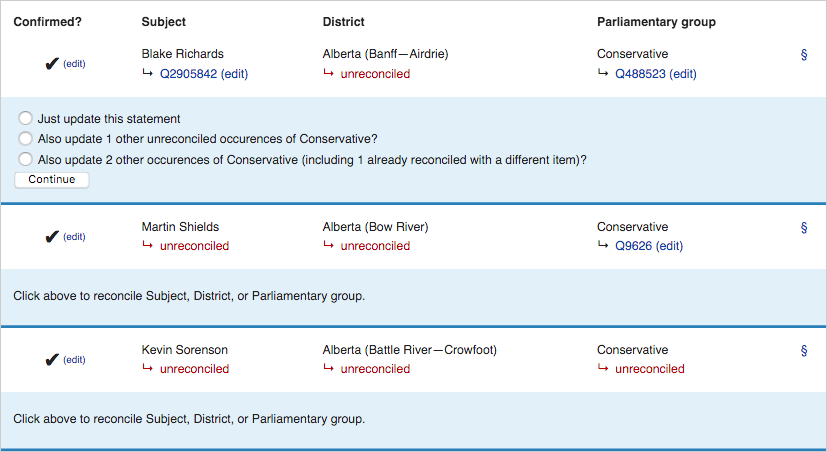 Confirmed? Subject District Parliamentary group
✔ (edit) Blake Richards Alberta (Banff—Airdrie) Conservative §
↳ Q2905842 (edit) ↳ unreconciled ↳ Q488523 (edit)
Just update this statement
Also update 1 other unreconciled occurences of Conservative?
Also update 2 other occurences of Conservative (including 1 already reconciled with a different item)?
Continue
✔ (edit) Martin Shields Alberta (Bow River) Conservative §
↳ unreconciled ↳ unreconciled ↳ Q9626 (edit)
Click above to reconcile Subject, District, or Parliamentary group.
✔ (edit) Kevin Sorenson Alberta (Battle River—Crowfoot) Conservative §
↳ unreconciled ↳ unreconciled ↳ unreconciled
Click above to reconcile Subject, District, or Parliamentary group.